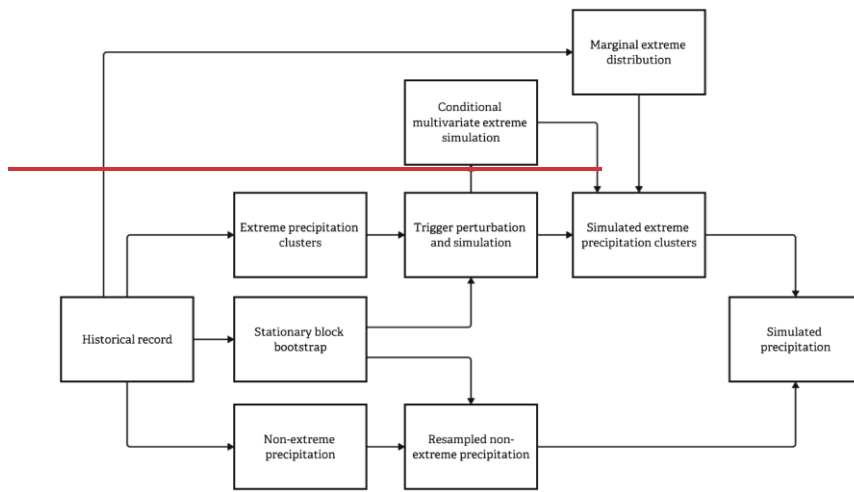 Marginal extreme
distribution
Conditional
multivariate extreme
simulation
Extreme precipitation
clusters
Trigger perturbation
and simulation
Simulated extreme
precipitation clusters
Historical record
Stationary block
bootstrap
Simulated
precipitation
Non-extreme
precipitation
Resampled non-
extreme precipitation